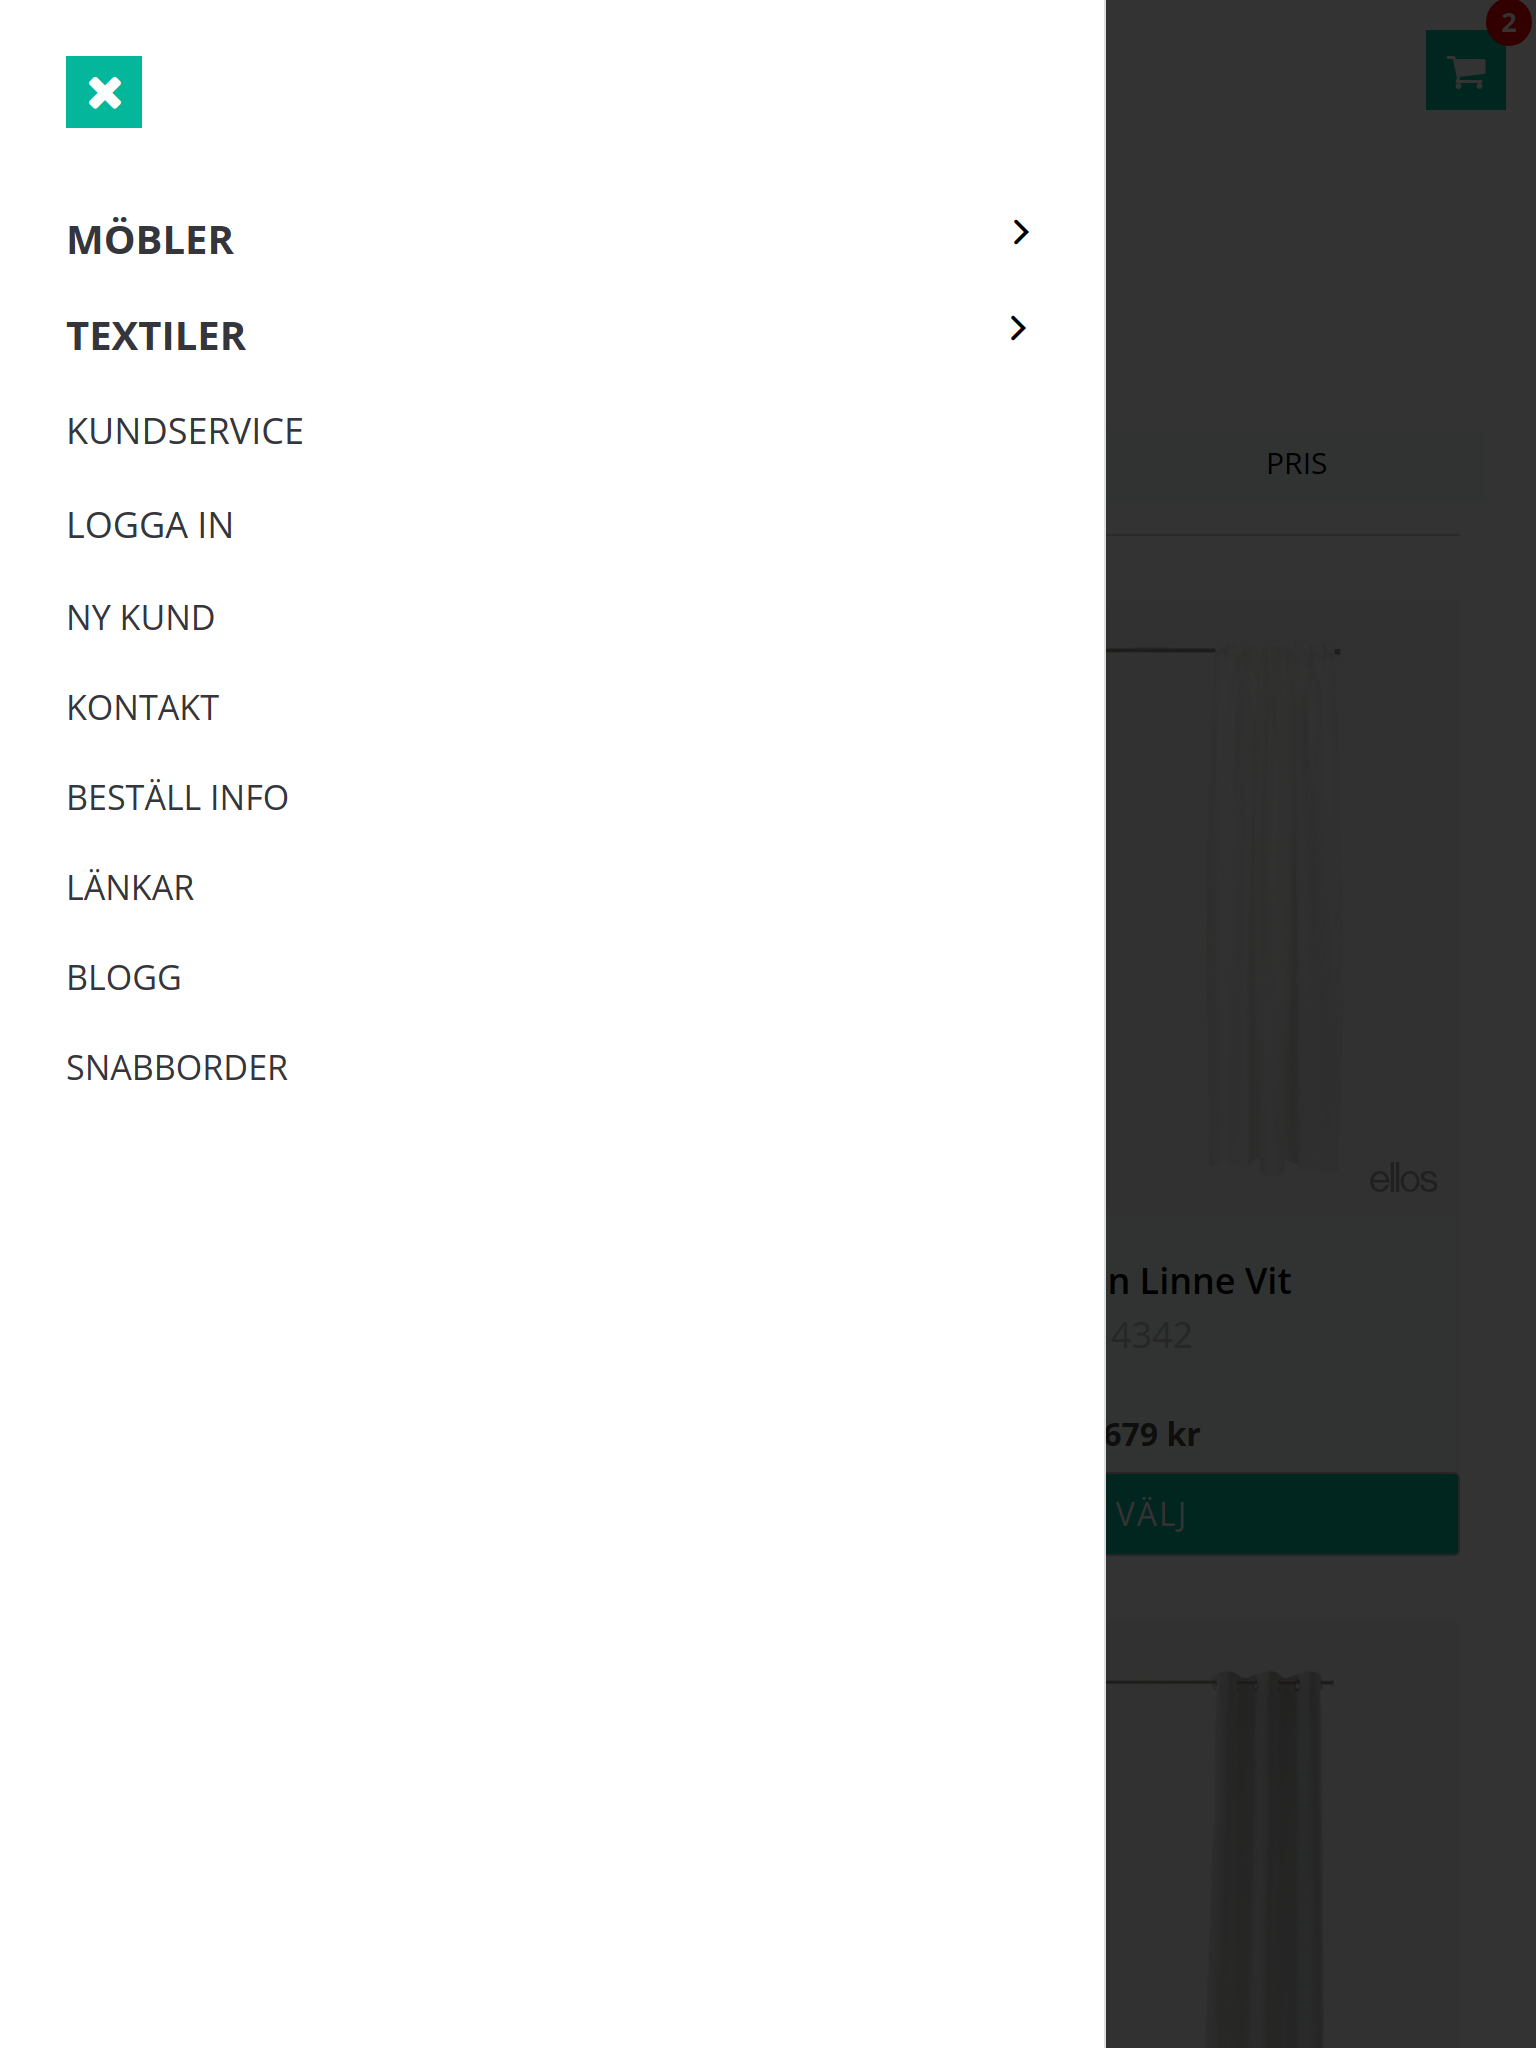 2
MÖBLER
TEXTILER
KUNDSERVICE
LOGGA IN
NY KUND
KONTAKT
BESTÄLL INFO
LÄNKAR
BLOGG
SNABBORDER
PRIS
ellos
n Linne Vit
4342
679 kr
VÄLJ